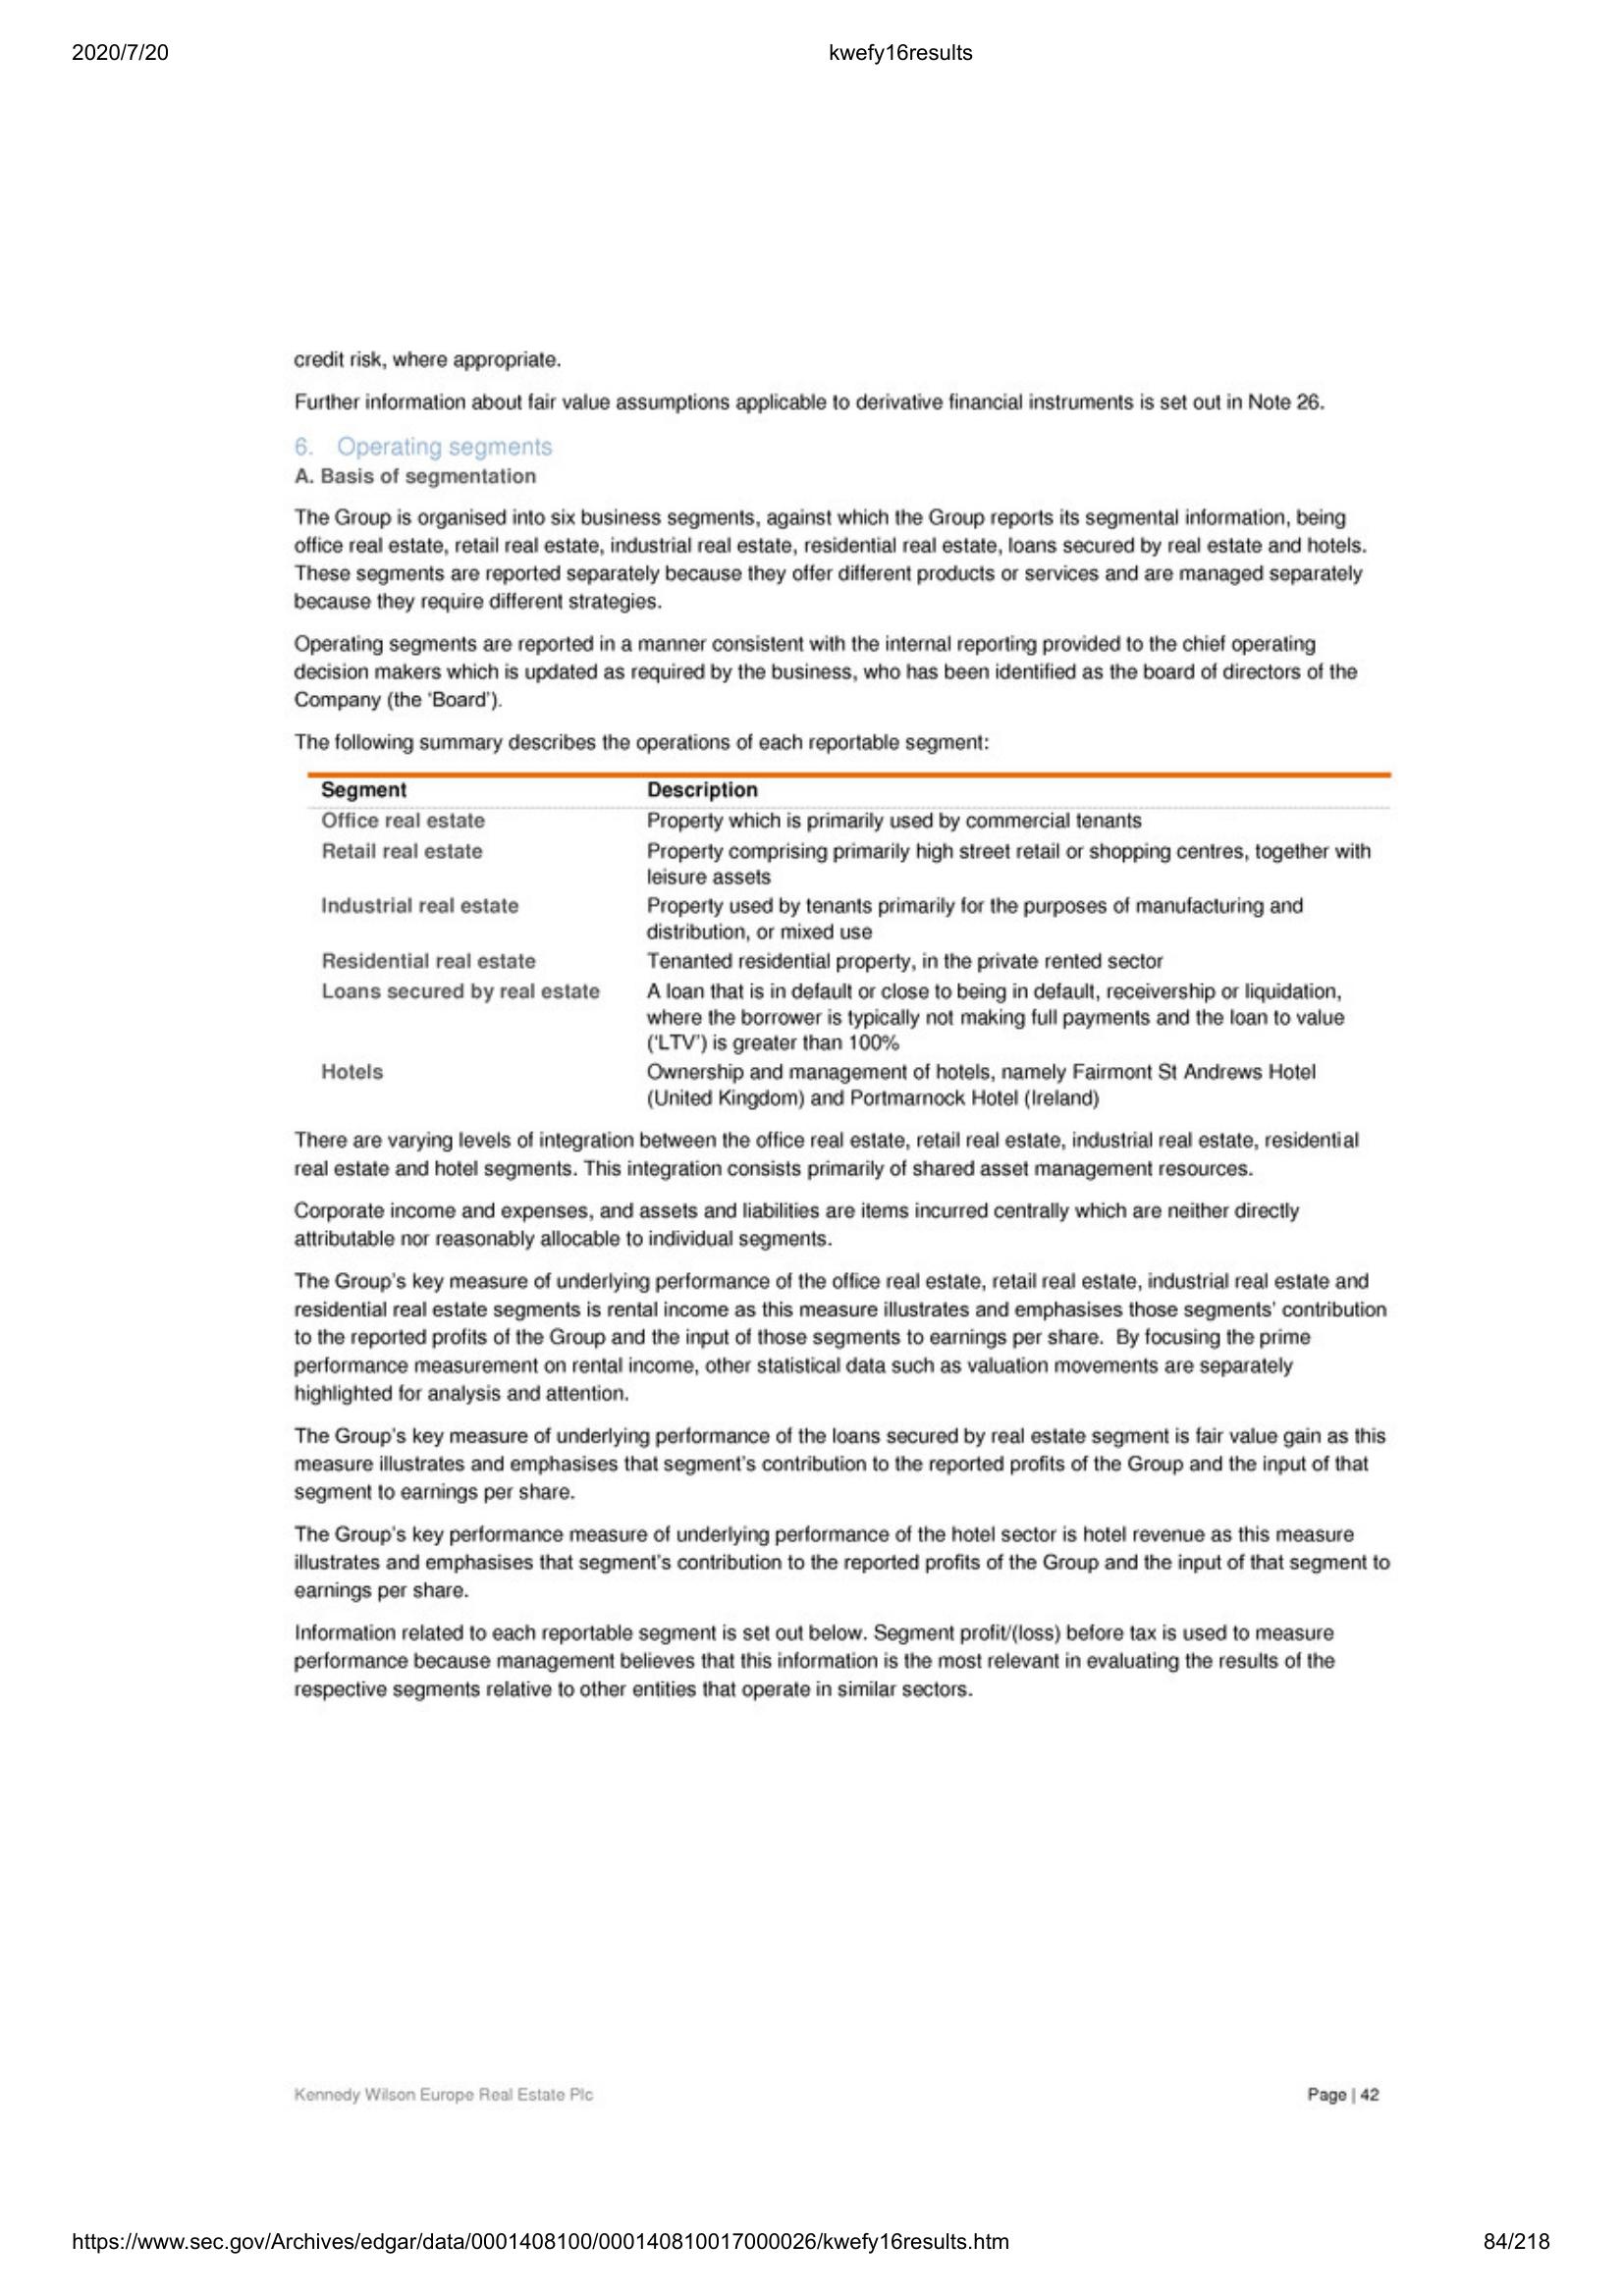 2020/7/20 kwefy16results
credit risk, where appropriate.
Further information about fair value assumptions applicable to derivative financial instruments is set out in Note 26.
6. Operating segments
A. Basis of segmentation
The Group is organised into six business segments, against which the Group reports its segmental information, being
office real estate, retail real estate, industrial real estate, residential real estate, loans secured by real estate and hotels.
These segments are reported separately because they offer different products or services and are managed separately
because they require different strategies.
Operating segments are reported in a manner consistent with the internal reporting provided to the chief operating
decision makers which is updated as required by the business, who has been identified as the board of directors of the
Company (the 'Board').
The following summary describes the operations of each reportable segment:
Segment Description
Office real estate Property which is primarily used by commercial tenants
Retail real estate Property comprising primarily high street retail or shopping centres, together with
leisure assets
Industrial real estate Property used by tenants primarily for the purposes of manufacturing and
distribution, or mixed use
Residential real estate Tenanted residential property, in the private rented sector
Loans secured by real estate A loan that is in default or close to being in default, receivership or liquidation,
where the borrower is typically not making full payments and the loan to value
('LTV') is greater than 100%
Hotels Ownership and management of hotels, namely Fairmont St Andrews Hotel
(United Kingdom) and Portmarnock Hotel (Ireland)
There are varying levels of integration between the office real estate, retail real estate, industrial real estate, residential
real estate and hotel segments. This integration consists primarily of shared asset management resources.
Corporate income and expenses, and assets and liabilities are items incurred centrally which are neither directly
attributable nor reasonably allocable to individual segments.
The Group's key measure of underlying performance of the office real estate, retail real estate, industrial real estate and
residential real estate segments is rental income as this measure illustrates and emphasises those segments' contribution
to the reported profits of the Group and the input of those segments to earnings per share. By focusing the prime
performance measurement on rental income, other statistical data such as valuation movements are separately
highlighted for analysis and attention.
The Group's key measure of underlying performance of the loans secured by real estate segment is fair value gain as this
measure illustrates and emphasises that segment's contribution to the reported profits of the Group and the input of that
segment to earnings per share.
The Group's key performance measure of underlying performance of the hotel sector is hotel revenue as this measure
illustrates and emphasises that segment's contribution to the reported profits of the Group and the input of that segment to
earnings per share.
Information related to each reportable segment is set out below. Segment profit/(loss) before tax is used to measure
performance because management believes that this information is the most relevant in evaluating the results of the
respective segments relative to other entities that operate in similar sectors.
Kennedy Wilson Europe Real Estate Plc Page | 42
https://www.sec.gov/Archives/edgar/data/0001408100/000140810017000026/kwefy16results.htm 84/218